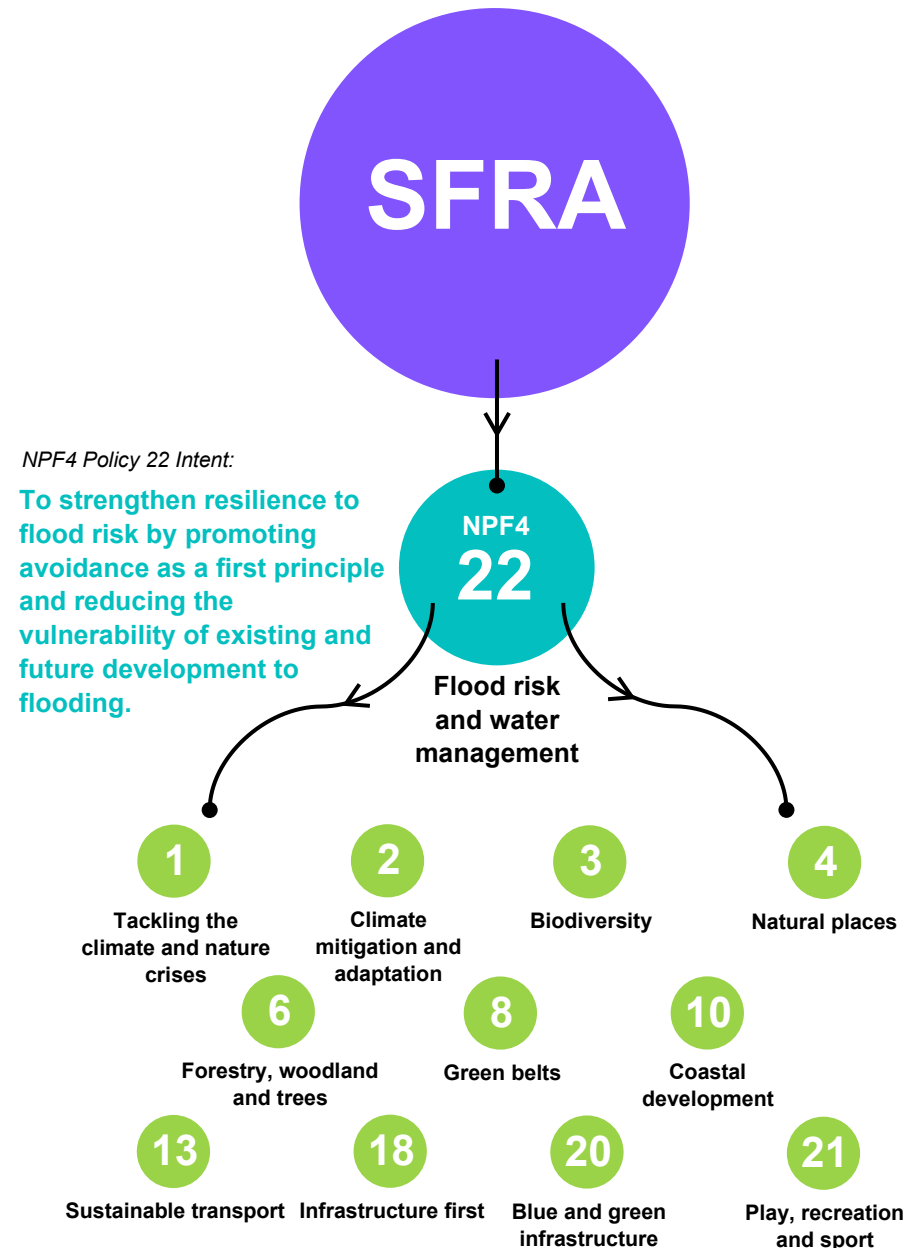 SFRA
NPF4 Policy 22 Intent:
To strengthen resilience to
flood risk by promoting
avoidance as a first principle
and reducing the
vulnerability of existing and
future development to
flooding.
NPF4
22
Flood risk
and water
management
1
Tackling the
climate and nature
crises
2
Climate
mitigation and
adaptation
3
Biodiversity
4
Natural places
6
Forestry, woodland
and trees
8
Green belts
10
Coastal
development
13
Sustainable transport
18
Infrastructure first
20
Blue and green
infrastructure
21
Play, recreation
and sport